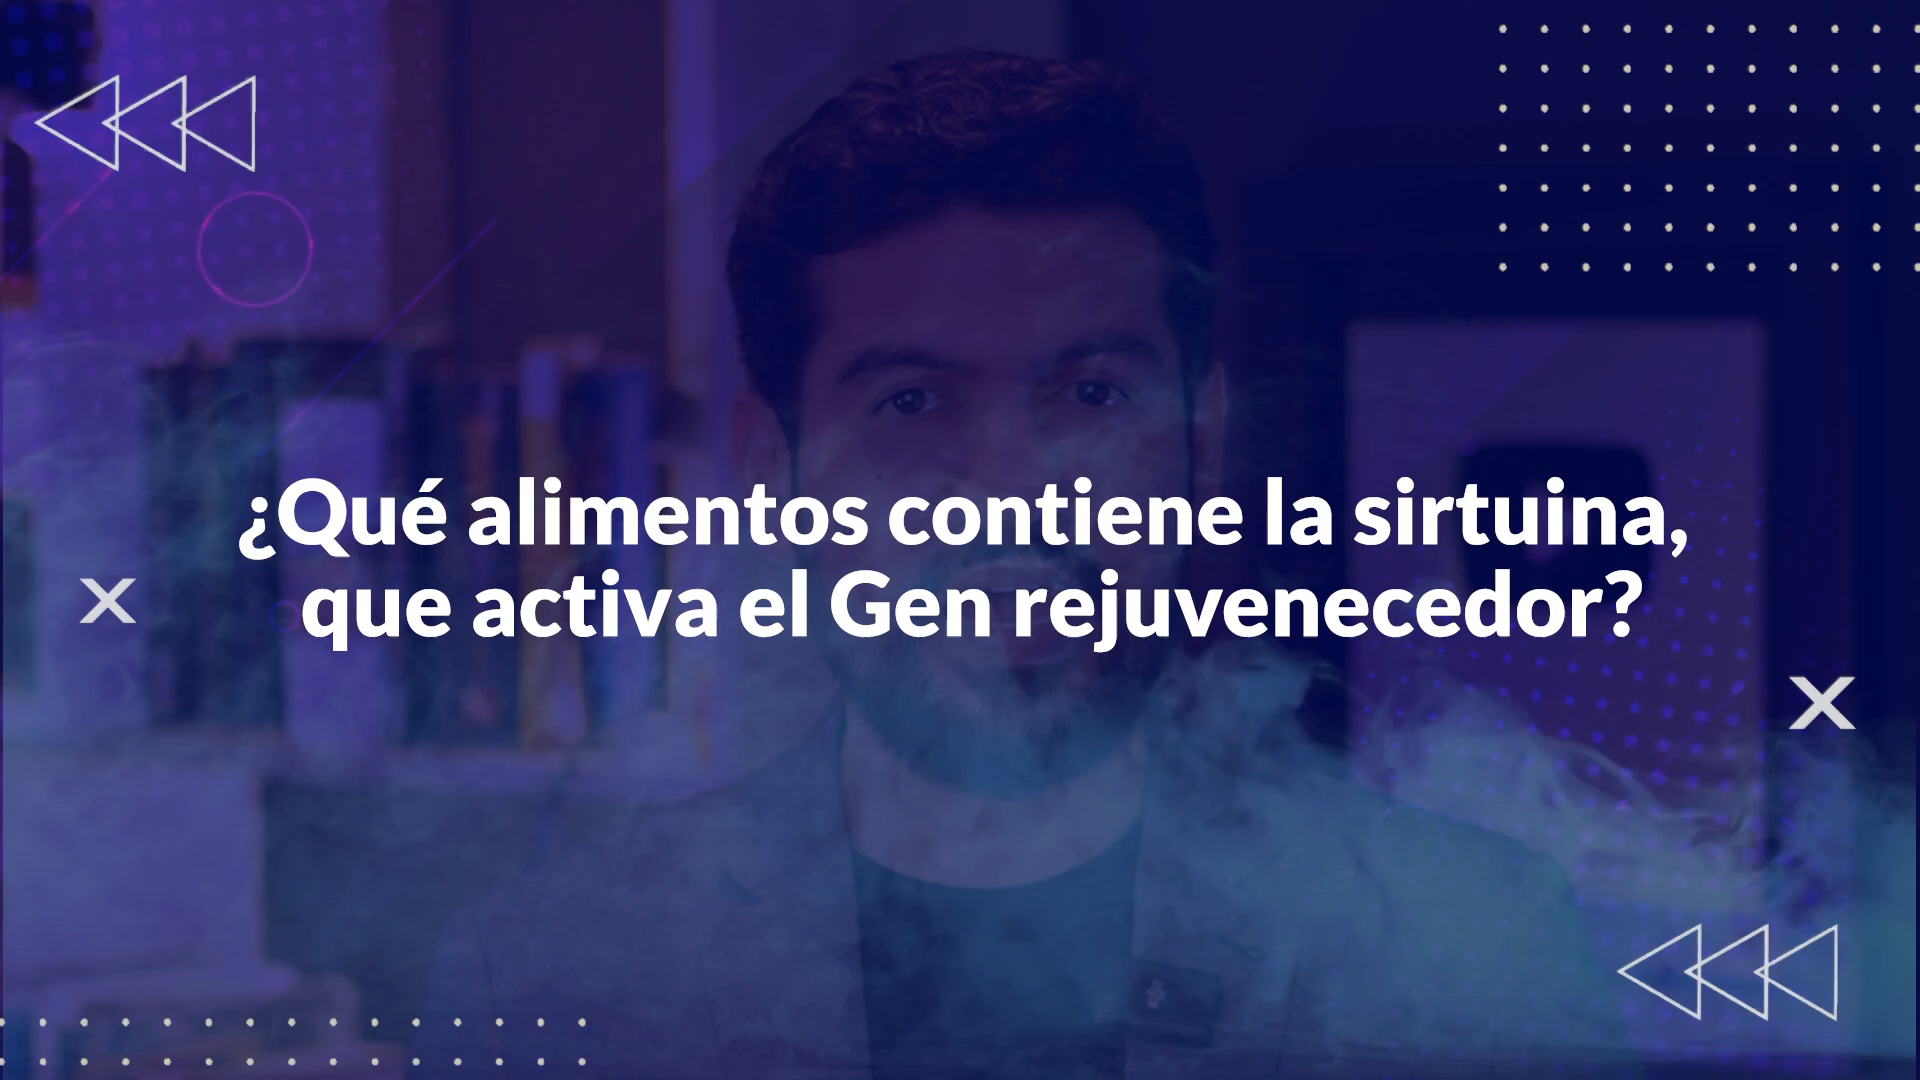 ¿Qué alimentos contiene la sirtuina,
que activa el Gen rejuvenecedor?